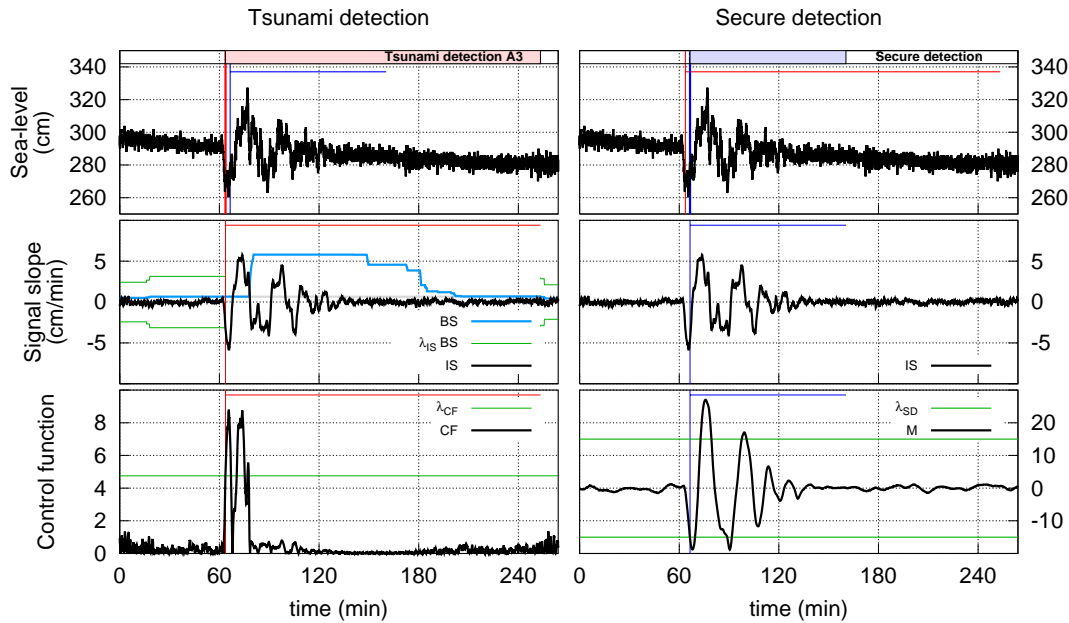 Tsunami detection
Secure detection
Tsunami detection A3
Secure detection
340
320
300
280
260
Sea-level
(cm)
340
320
300
280
260
5
0
-5
Signal slope
(cm/min)
BS
λIS BS
IS
5
0
-5
IS
8
6
4
2
0
Control function
λCF
CF
λSD
M
20
10
0
-10
0
60
120
180
240
time (min)
0
60
120
180
240
time (min)